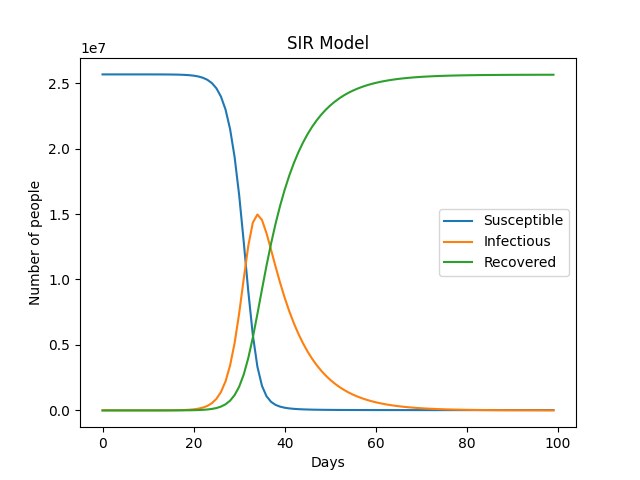 SIR Model
1e7
2.5
2.0
1.5
1.0
0.5
0.0
Number of people
Susceptible
Infectious
Recovered
0 20 40 60 80 100
Days